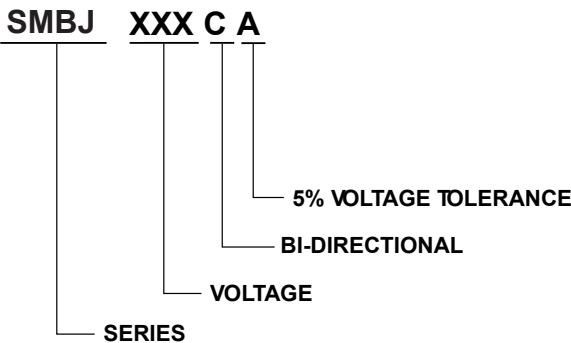 SMBJ XXX C A
5% VOLTAGE TOLERANCE
BI-DIRECTIONAL
VOLTAGE
SERIES